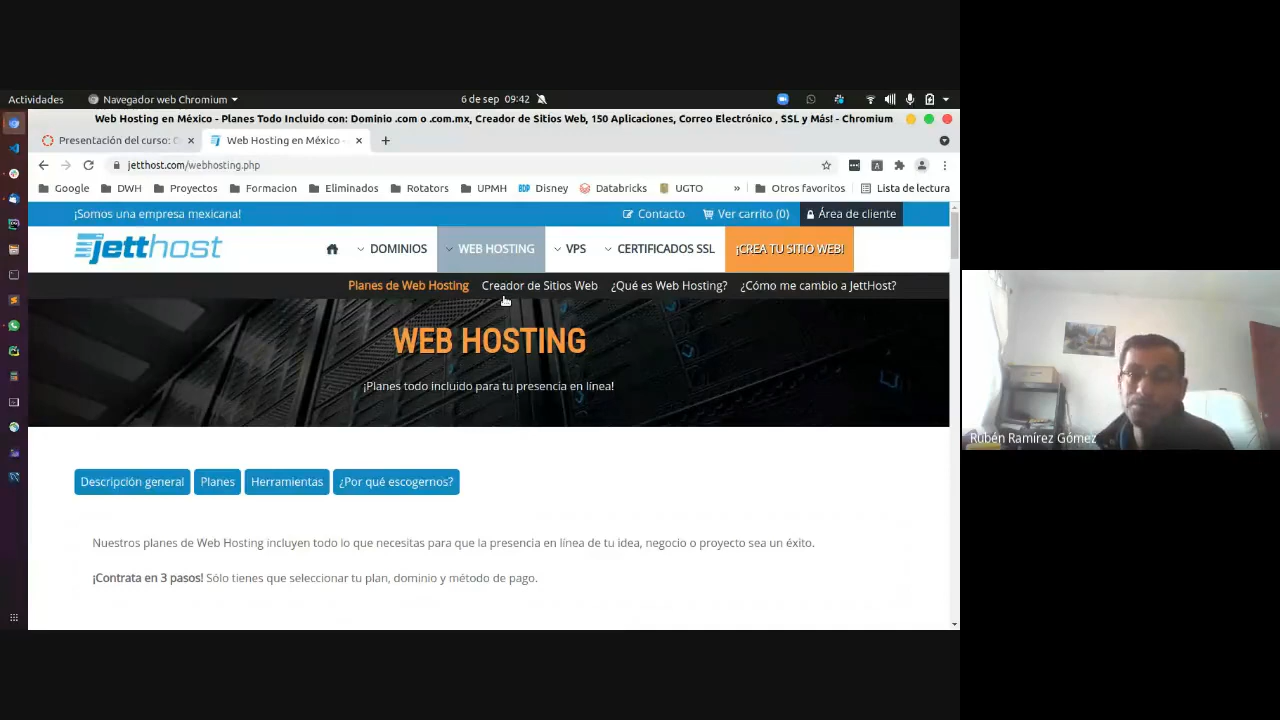 Actividades
Navegador web Chromium
6 de sep 09:42
Web Hosting en México - Planes Todo Incluido con: Dominio .com o .com.mx, Creador de Sitios Web, 150 Aplicaciones, Correo Electrónico , SSL y Más! - Chromium
Presentación del curso: C
Web Hosting en México -
jetthost.com/webhosting.php
Google DWH Proyectos Formacion Eliminados Rotators UPMH Disney Databricks UGTO » Otros favoritos Lista de lectura
¡Somos una empresa mexicana!
Contacto Ver carrito (0) Área de cliente
jetthost
DOMINIOS WEB HOSTING VPS CERTIFICADOS SSL ¡CREA TU SITIO WEB!
Planes de Web Hosting Creador de Sitios Web ¿Qué es Web Hosting? ¿Cómo me cambio a JettHost?
WEB HOSTING
¡Planes todo incluido para tu presencia en línea!
Descripción general Planes Herramientas ¿Por qué escogernos?
Nuestros planes de Web Hosting incluyen todo lo que necesitas para que la presencia en línea de tu idea, negocio o proyecto sea un éxito.
¡Contrata en 3 pasos! Sólo tienes que seleccionar tu plan, dominio y método de pago.
Rubén Ramírez Gómez